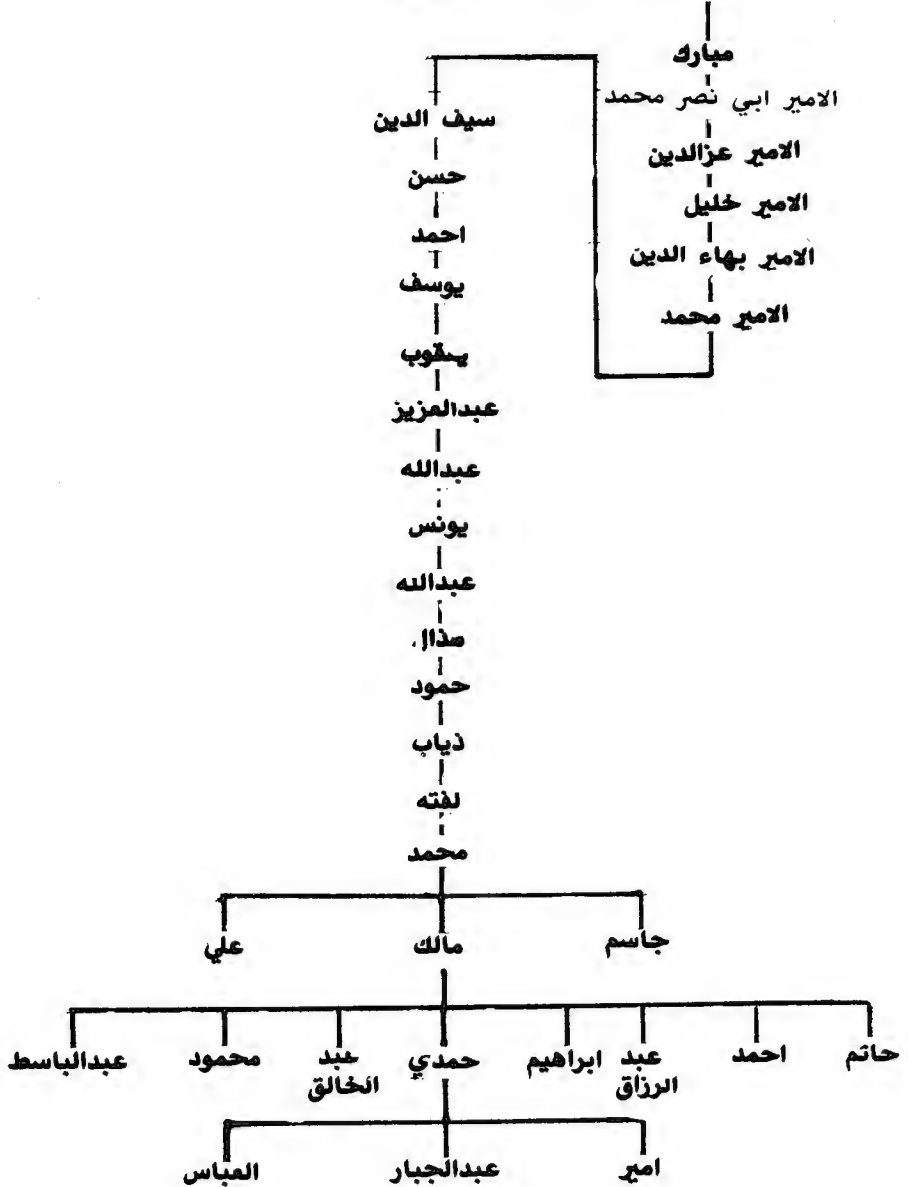 مبارك
الامير ابي نصر محمد
الامير عزالدين
الامير خليل
الامير بهاء الدين
الامير محمد
سيف الدين
حسن
احمد
يوسف
يعقوب
عبدالعزيز
عبدالله
يونس
عبدالله
هذال
حمود
ذياب
لفته
محمد
جاسم مالك علي
حاتم احمد عبد الرزاق ابراهيم حمدي عبد الخالق محمود عبدالباسط
امير عبدالجبار العباس